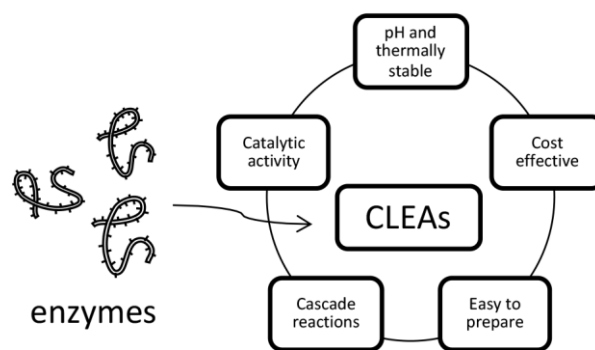 pH and
thermally
stable
Catalytic
activity
Cost
effective
CLEAs
Cascade
reactions
Easy to
prepare
enzymes